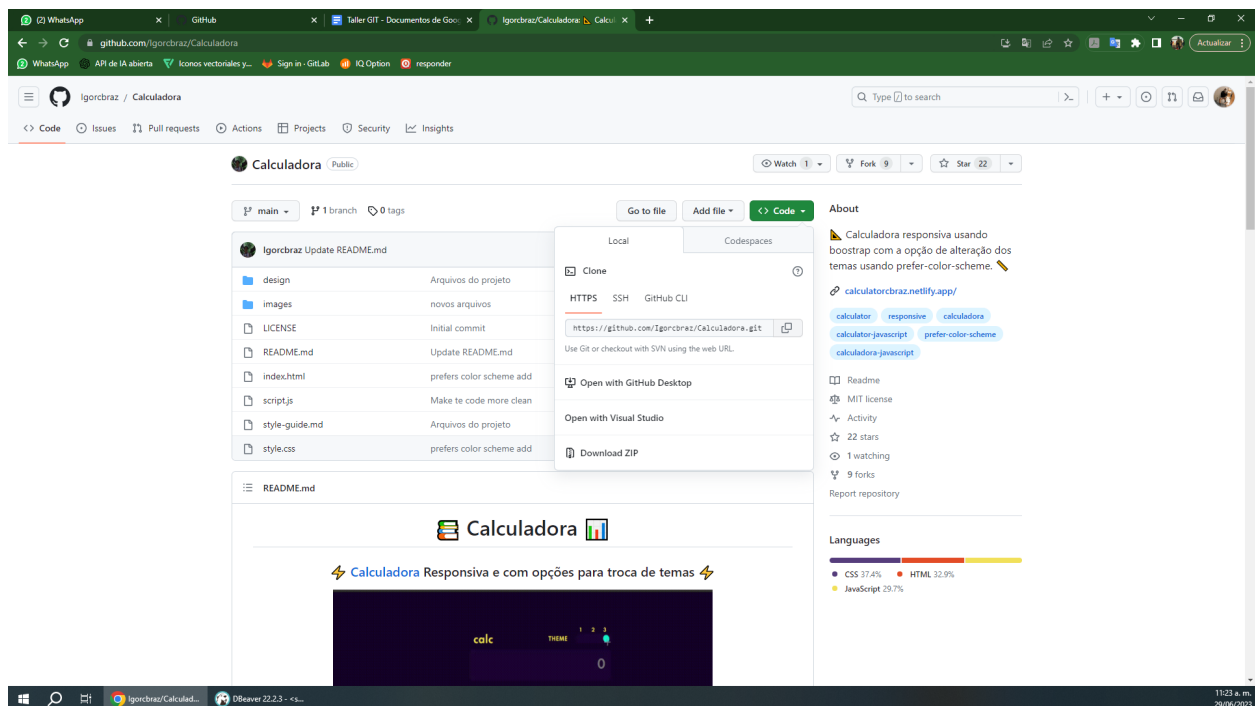 (2) WhatsApp
GitHub
Taller GIT - Documentos de Goog
Igorcbraz/Calculadora: Calcul
github.com/Igorcbraz/Calculadora
Actualizar
WhatsApp API de IA abierta Iconos vectoriales y... Sign in · GitLab IQ Option responder
Igorcbraz / Calculadora
Type / to search
Code Issues Pull requests Actions Projects Security Insights
Calculadora Public
Watch 1 Fork 9 Star 22
main 1 branch 0 tags
Go to file Add file Code
Igorcbraz Update README.md
design Arquivos do projeto
images novos arquivos
LICENSE Initial commit
README.md Update README.md
index.html prefers color scheme add
script.js Make te code more clean
style-guide.md Arquivos do projeto
style.css prefers color scheme add
Local Codespaces
Clone
HTTPS SSH GitHub CLI
https://github.com/Igorcbraz/Calculadora.git
Use Git or checkout with SVN using the web URL.
Open with GitHub Desktop
Open with Visual Studio
Download ZIP
About
Calculadora responsiva usando
boostrap com a opção de alteração dos
temas usando prefer-color-scheme.
calculatorcbraz.netlify.app/
calculator responsive calculadora
calculator-javascript prefer-color-scheme
calculadora-javascript
Readme
MIT license
Activity
22 stars
1 watching
9 forks
Report repository
Languages
CSS 37.4% HTML 32.9%
JavaScript 29.7%
README.md
Calculadora
Calculadora Responsiva e com opções para troca de temas
calc THEME 1 2 3
0
Igorcbraz/Calculad... DBeaver 22.2.3 - <s...
11:23 a. m.
29/06/2023